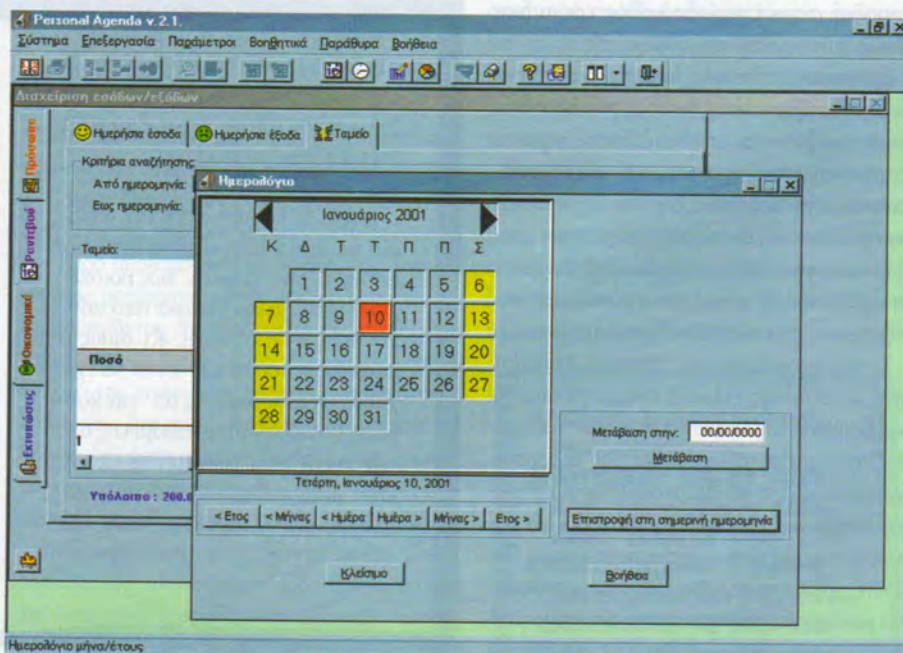 Personal Agenda v.2.1.
Σύστημα Επεξεργασία Παράμετροι Βοηθητικά Παράθυρα Βοήθεια
Διαχείριση εσόδων/εξόδων
Πρόσωπα
Ραντεβού
Οικονομικά
Εκτυπώσεις
Ημερήσια έσοδα Ημερήσια έξοδα Ταμείο
Κριτήρια αναζήτησης
Από ημερομηνία:
Εως ημερομηνία:
Ταμείο:
Ποσό
Υπόλοιπο : 200.0
Ημερολόγιο
Ιανουάριος 2001
Κ Δ Τ Τ Π Π Σ
1 2 3 4 5 6
7 8 9 10 11 12 13
14 15 16 17 18 19 20
21 22 23 24 25 26 27
28 29 30 31
Τετάρτη, Ιανουάριος 10, 2001
< Ετος < Μήνας < Ημέρα Ημέρα > Μήνας > Ετος >
Μετάβαση στην: 00/00/0000
Μετάβαση
Επιστροφή στη σημερινή ημερομηνία
Κλείσιμο Βοήθεια
Ημερολόγιο μήνα/έτους